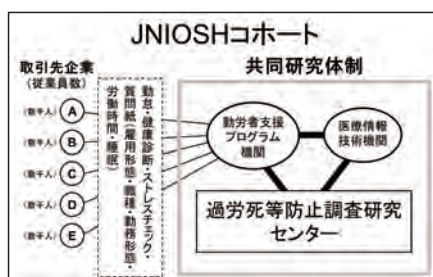 JNIOSHコホート
取引先企業
(従業員数)
(数千人) A
(数千人) B
(数千人) C
(数千人) D
(数千人) E
勤怠・健康診断・ストレスチェック・
質問紙(雇用形態・職種・勤務形態・
労働時間・睡眠)
共同研究体制
勤労者支援
プログラム
機関
医療情報
技術機関
過労死等防止調査研究
センター